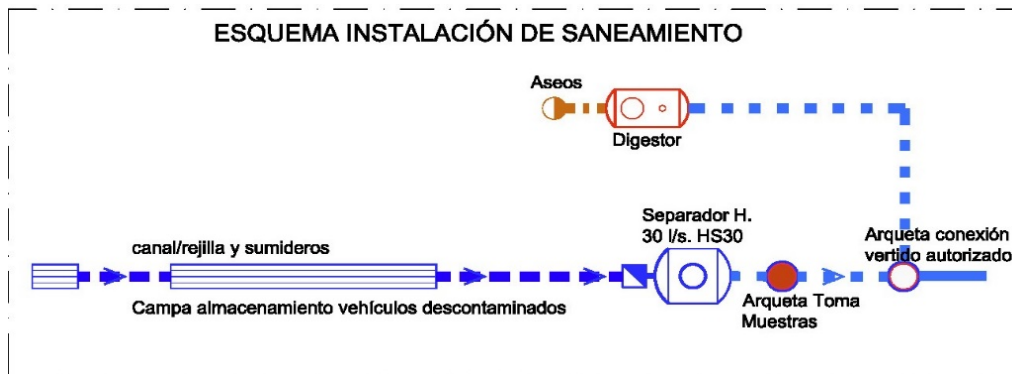 ESQUEMA INSTALACIÓN DE SANEAMIENTO
Aseos
Digestor
Separador H.
30 l/s. HS30
Arqueta conexión
vertido autorizado
canal/rejilla y sumideros
Campa almacenamiento vehículos descontaminados
Arqueta Toma
Muestras